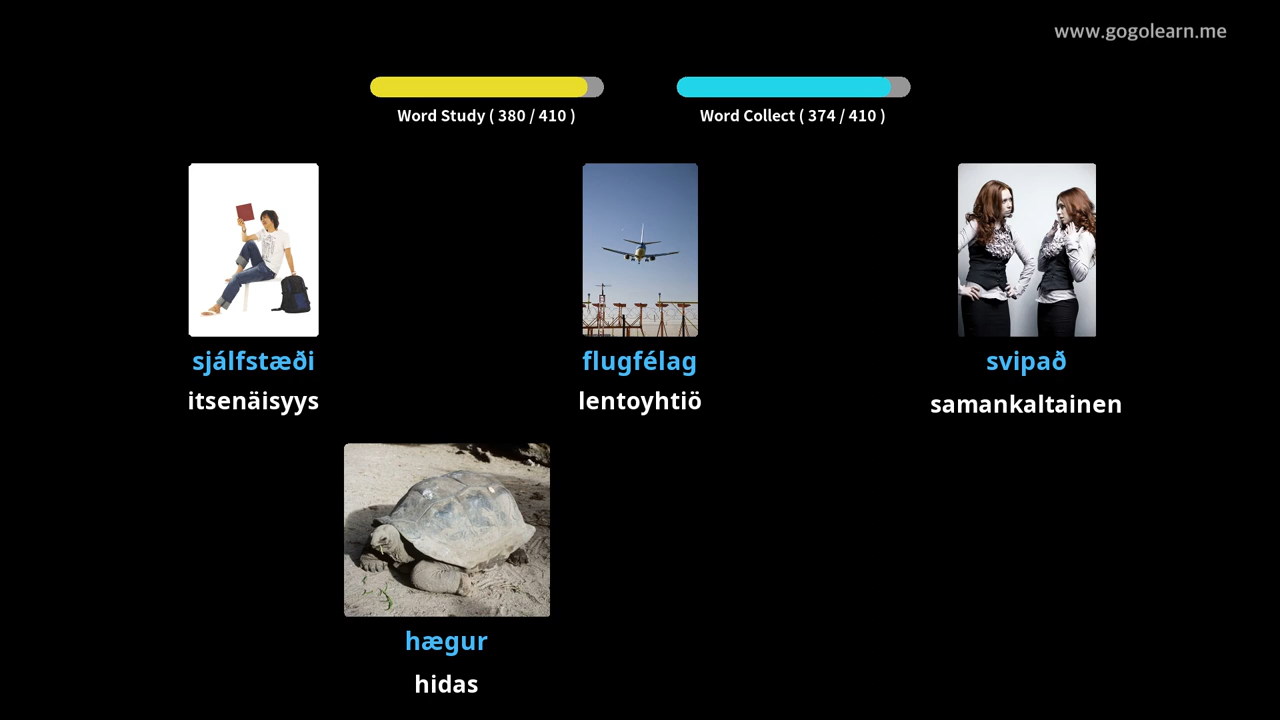 www.gogolearn.me
Word Study ( 380 / 410 )
Word Collect ( 374 / 410 )
sjálfstæði
itsenäisyys
flugfélag
lentoyhtiö
svipað
samankaltainen
hægur
hidas